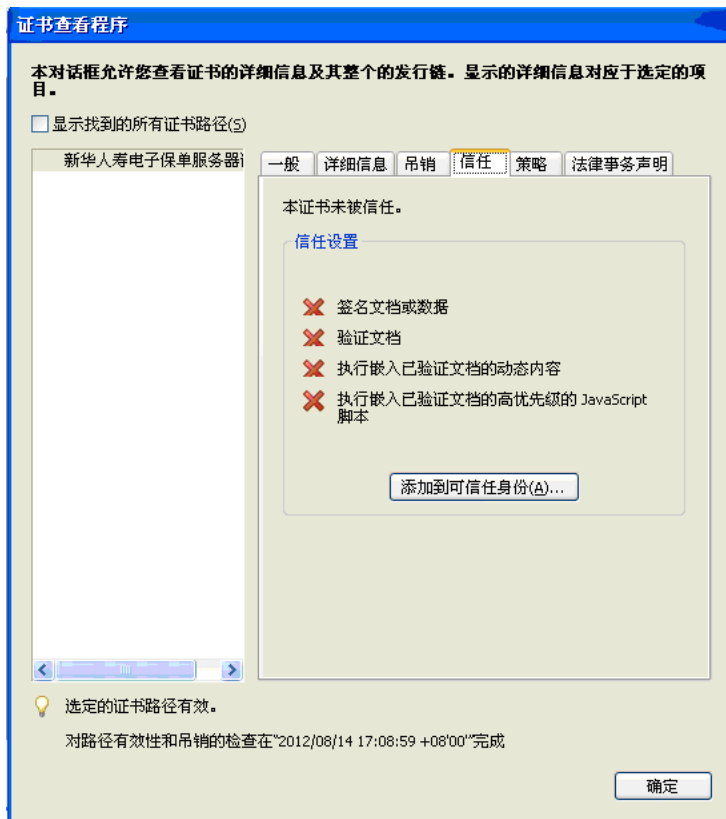 证书查看程序
本对话框允许您查看证书的详细信息及其整个的发行链。显示的详细信息对应于选定的项
目。
显示找到的所有证书路径(S)
新华人寿电子保单服务器
一般 详细信息 吊销 信任 策略 法律事务声明
本证书未被信任。
信任设置
签名文档或数据
验证文档
执行嵌入已验证文档的动态内容
执行嵌入已验证文档的高优先级的 JavaScript
脚本
添加到可信任身份(A)...
选定的证书路径有效。
对路径有效性和吊销的检查在"2012/08/14 17:08:59 +08'00'"完成
确定